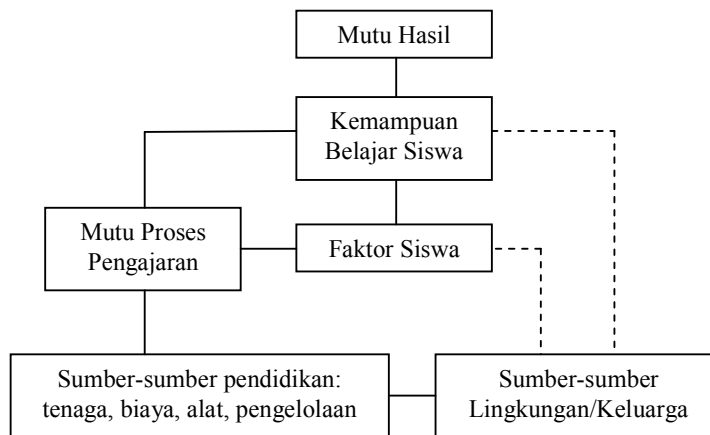 Mutu Hasil
Kemampuan
Belajar Siswa
Mutu Proses
Pengajaran
Faktor Siswa
Sumber-sumber pendidikan:
tenaga, biaya, alat, pengelolaan
Sumber-sumber
Lingkungan/Keluarga